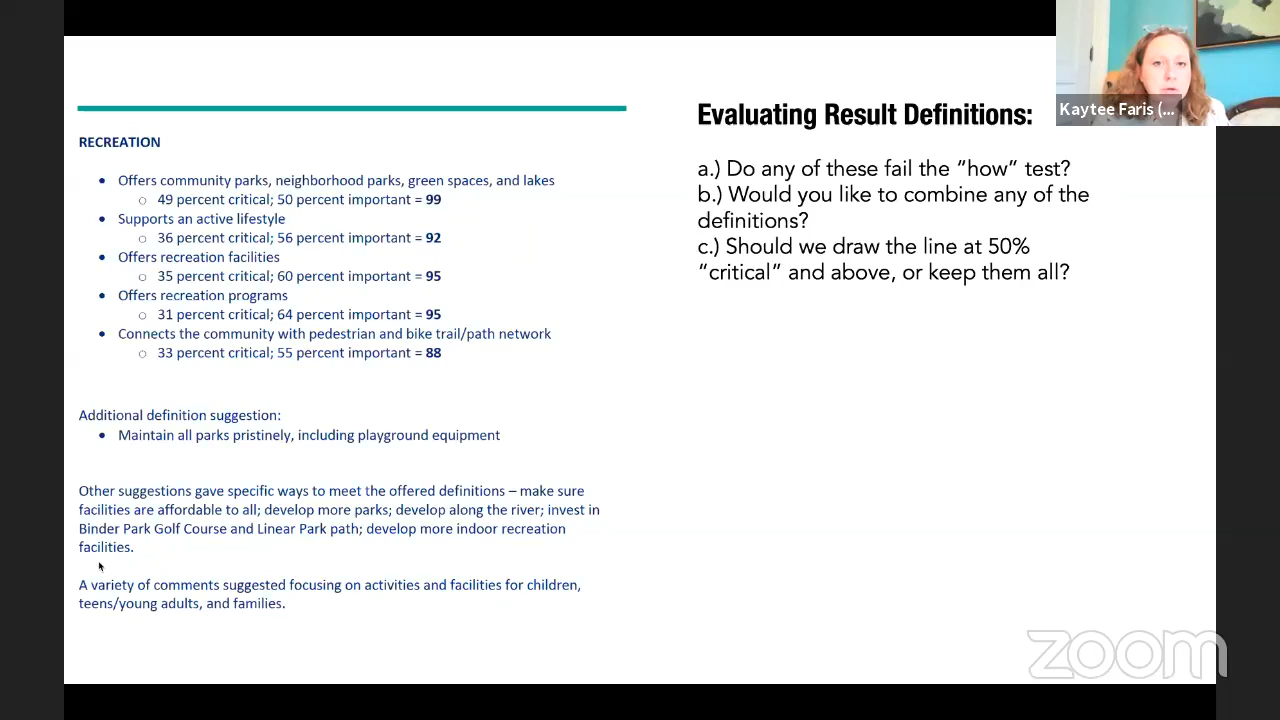 RECREATION
• Offers community parks, neighborhood parks, green spaces, and lakes
○ 49 percent critical; 50 percent important = 99
• Supports an active lifestyle
○ 36 percent critical; 56 percent important = 92
• Offers recreation facilities
○ 35 percent critical; 60 percent important = 95
• Offers recreation programs
○ 31 percent critical; 64 percent important = 95
• Connects the community with pedestrian and bike trail/path network
○ 33 percent critical; 55 percent important = 88
Additional definition suggestion:
• Maintain all parks pristinely, including playground equipment
Other suggestions gave specific ways to meet the offered definitions – make sure
facilities are affordable to all; develop more parks; develop along the river; invest in
Binder Park Golf Course and Linear Park path; develop more indoor recreation
facilities.
A variety of comments suggested focusing on activities and facilities for children,
teens/young adults, and families.
Evaluating Result Definitions:
a.) Do any of these fail the “how” test?
b.) Would you like to combine any of the
definitions?
c.) Should we draw the line at 50%
“critical” and above, or keep them all?
Kaytee Faris (...
zoom